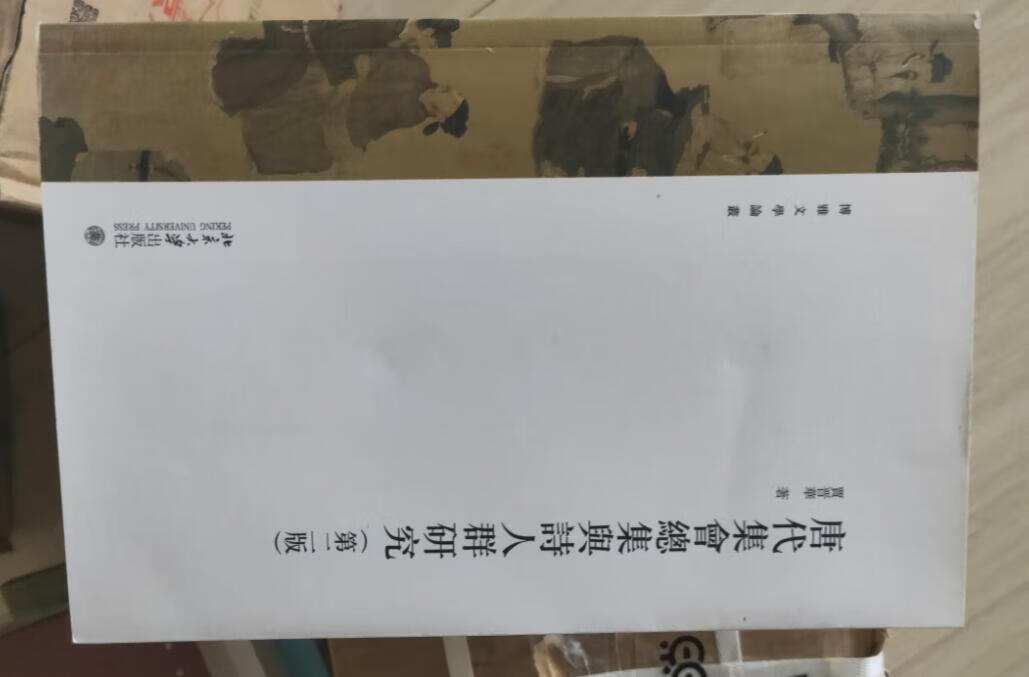 博雅文學論叢
賈晉華 著
唐代集會總集與詩人群研究(第二版)
北京大学出版社
PEKING UNIVERSITY PRESS